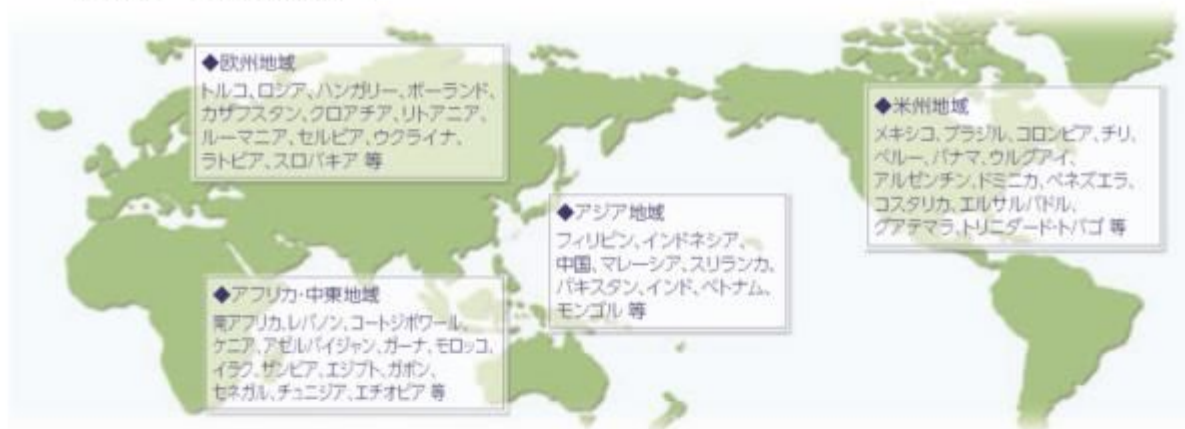 ◆欧州地域
トルコ、ロシア、ハンガリー、ポーランド、
カザフスタン、クロアチア、リトアニア、
ルーマニア、セルビア、ウクライナ、
ラトビア、スロバキア 等
◆米州地域
メキシコ、ブラジル、コロンビア、チリ、
ペルー、パナマ、ウルグアイ、
アルゼンチン、ドミニカ、ベネズエラ、
コスタリカ、エルサルバドル、
グアテマラ、トリニダード・トバゴ 等
◆アジア地域
フィリピン、インドネシア、
中国、マレーシア、スリランカ、
パキスタン、インド、ベトナム、
モンゴル 等
◆アフリカ・中東地域
南アフリカ、レバノン、コートジボワール、
ケニア、アゼルバイジャン、ガーナ、モロッコ、
イラク、ザンビア、エジプト、ガボン、
セネガル、チュニジア、エチオピア 等